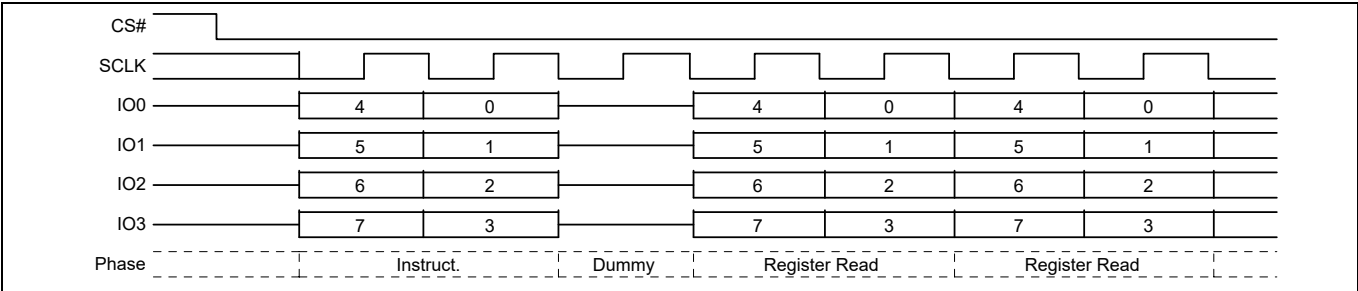 CS#
SCLK
IO0 4 0 4 0 4 0
IO1 5 1 5 1 5 1
IO2 6 2 6 2 6 2
IO3 7 3 7 3 7 3
Phase Instruct. Dummy Register Read Register Read